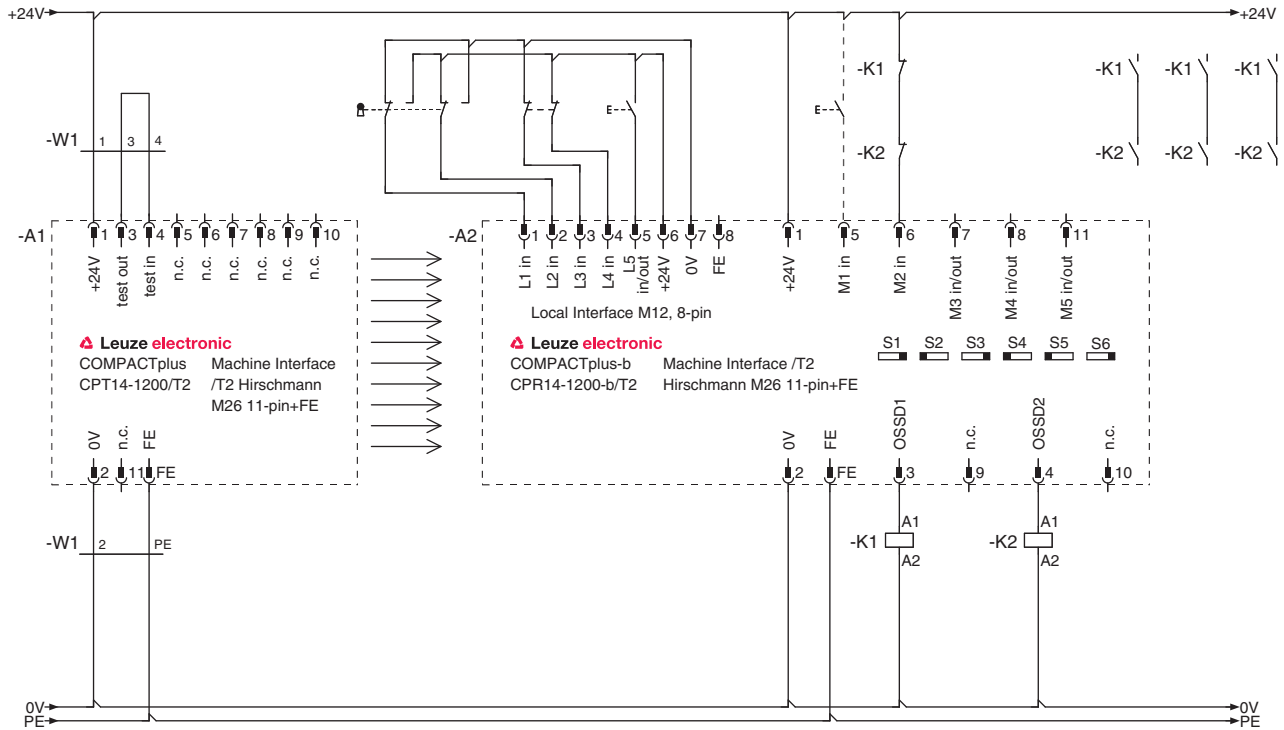 +24V +24V
-K1 -K1 -K1 -K1
-W1 1 3 4
-K2 -K2 -K2 -K2
-A1 1 3 4 5 6 7 8 9 10
+24V
test out
test in
n.c.
n.c.
n.c.
n.c.
n.c.
n.c.
-A2 1 2 3 4 5 6 7 8 1 5 6 7 8 11
L1 in
L2 in
L3 in
L4 in
L5
in/out
+24V
0V
FE
+24V
M1 in
M2 in
M3 in/out
M4 in/out
M5 in/out
Local Interface M12, 8-pin
Leuze electronic
COMPACTplus Machine Interface
CPT14-1200/T2 /T2 Hirschmann
M26 11-pin+FE
Leuze electronic
COMPACTplus-b Machine Interface /T2
CPR14-1200-b/T2 Hirschmann M26 11-pin+FE
S1 S2 S3 S4 S5 S6
0V
n.c.
FE
2 11 FE
0V
FE
OSSD1
n.c.
OSSD2
n.c.
2 FE 3 9 4 10
-W1 2 PE
-K1 A1
A2
-K2 A1
A2
0V 0V
PE PE